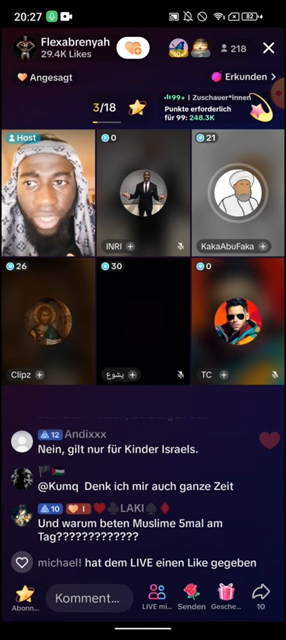 20:27
82
Flexabrenyah
29.4K Likes
218
Angesagt
Erkunden >
3/18
99+ | Zuschauer*innen
Punkte erforderlich
für 99: 248.3K
Host
0
21
INRI +
KakaAbuFaka +
26
30
0
Clipz +
يشوع +
TC +
12 Andixxx
Nein, gilt nur für Kinder Israels.
@Kumq Denk ich mir auch ganze Zeit
10 I ♥️♣️LAKI♠️♦️
Und warum beten Muslime 5mal am
Tag?????????????
michael! hat dem LIVE einen Like gegeben
Kommentar...
Abonn...
LIVE mi...
Senden
Gesche...
10